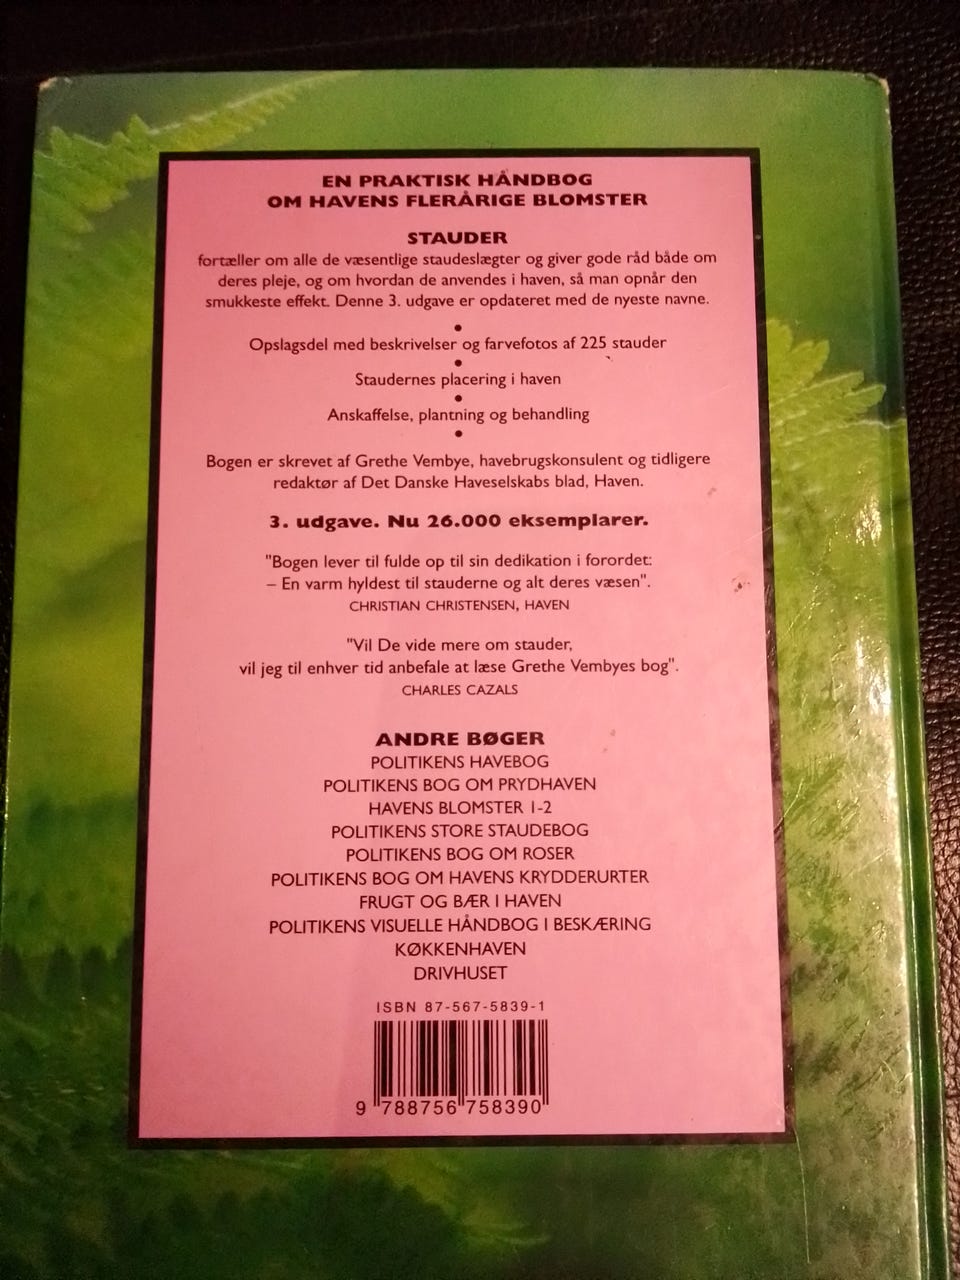 EN PRAKTISK HÅNDBOG
OM HAVENS FLERÅRIGE BLOMSTER
STAUDER
fortæller om alle de væsentlige staudeslægter og giver gode råd både om
deres pleje, og om hvordan de anvendes i haven, så man opnår den
smukkeste effekt. Denne 3. udgave er opdateret med de nyeste navne.
•
Opslagsdel med beskrivelser og farvefotos af 225 stauder
•
Staudernes placering i haven
•
Anskaffelse, plantning og behandling
•
Bogen er skrevet af Grethe Vembye, havebrugskonsulent og tidligere
redaktør af Det Danske Haveselskabs blad, Haven.
3. udgave. Nu 26.000 eksemplarer.
"Bogen lever til fulde op til sin dedikation i forordet:
– En varm hyldest til stauderne og alt deres væsen".
CHRISTIAN CHRISTENSEN, HAVEN
"Vil De vide mere om stauder,
vil jeg til enhver tid anbefale at læse Grethe Vembyes bog".
CHARLES CAZALS
ANDRE BØGER
POLITIKENS HAVEBOG
POLITIKENS BOG OM PRYDHAVEN
HAVENS BLOMSTER 1-2
POLITIKENS STORE STAUDEBOG
POLITIKENS BOG OM ROSER
POLITIKENS BOG OM HAVENS KRYDDERURTER
FRUGT OG BÆR I HAVEN
POLITIKENS VISUELLE HÅNDBOG I BESKÆRING
KØKKENHAVEN
DRIVHUSET
ISBN 87-567-5839-1
9 788756 758390